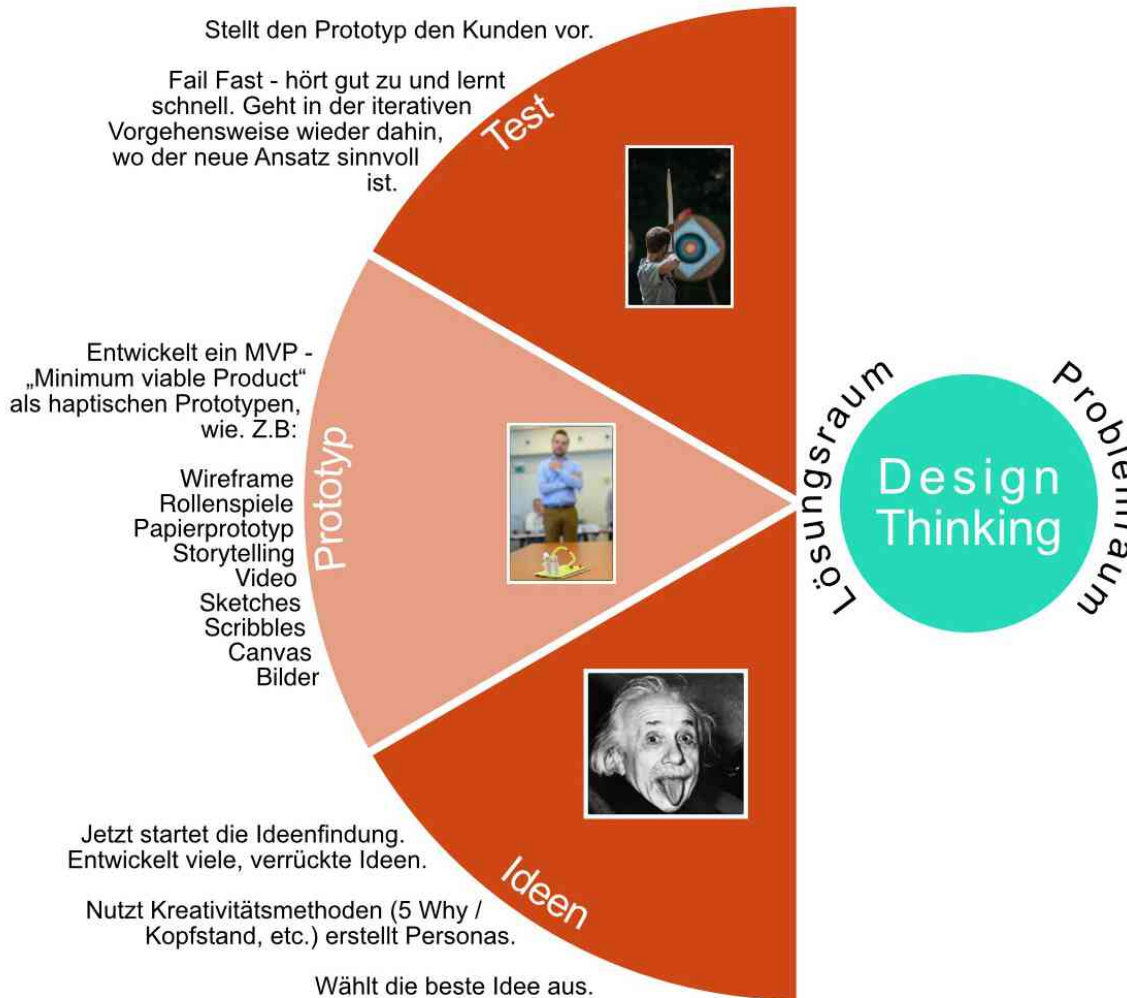 Stellt den Prototyp den Kunden vor.
Fail Fast - hört gut zu und lernt
schnell. Geht in der iterativen
Vorgehensweise wieder dahin,
wo der neue Ansatz sinnvoll
ist.
Test
Entwickelt ein MVP -
„Minimum viable Product“
als haptischen Prototypen,
wie. Z.B:
Wireframe
Rollenspiele
Papierprototyp
Storytelling
Video
Sketches
Scribbles
Canvas
Bilder
Prototyp
Jetzt startet die Ideenfindung.
Entwickelt viele, verrückte Ideen.
Nutzt Kreativitätsmethoden (5 Why /
Kopfstand, etc.) erstellt Personas.
Wählt die beste Idee aus.
Ideen
Lösungsraum
Design
Thinking
Problemraum